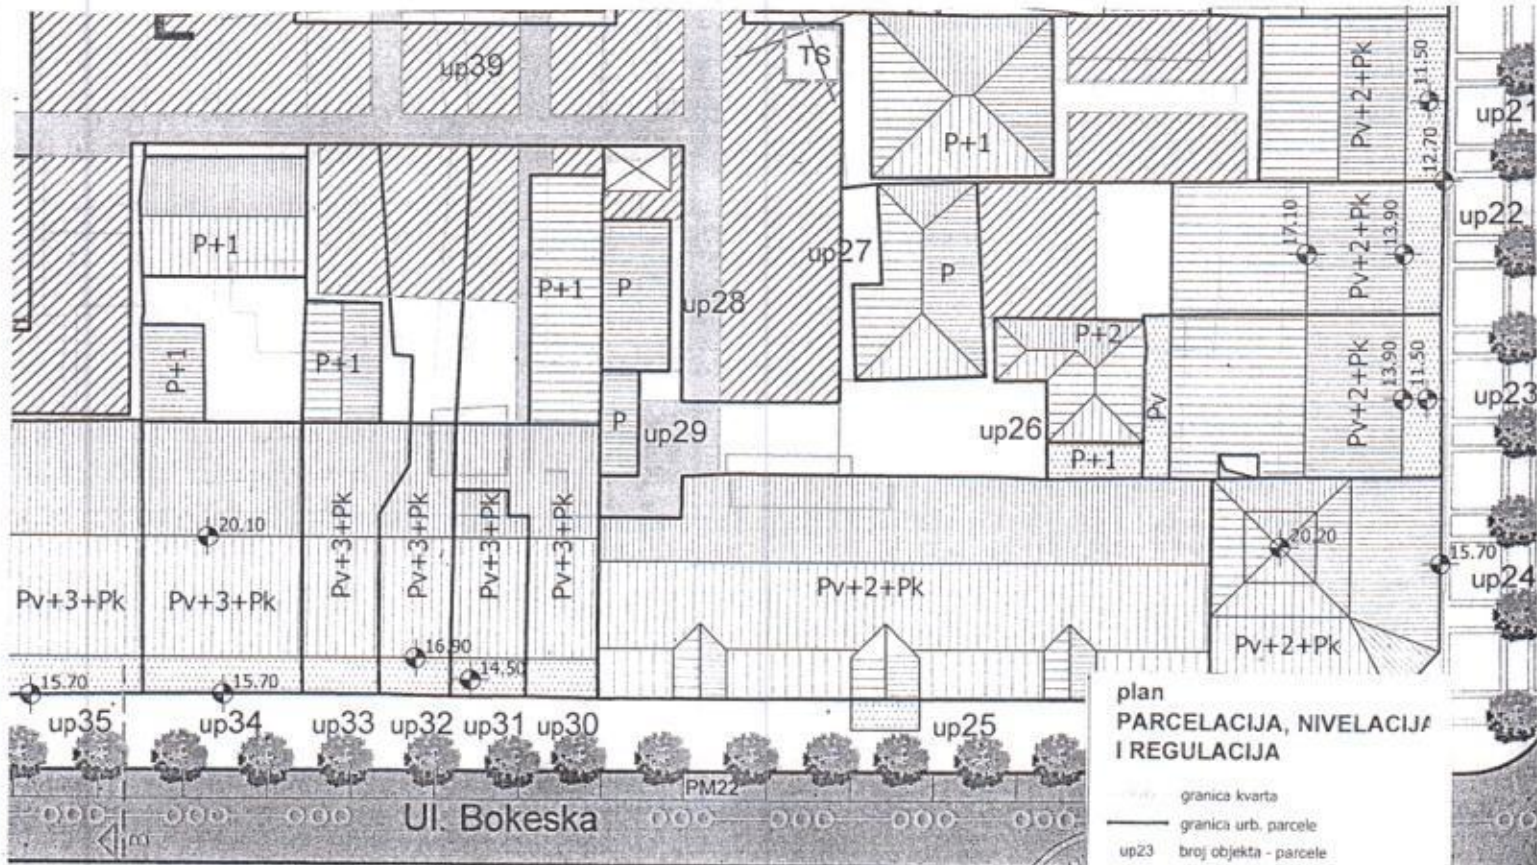 E
up39
TS
P+1
Pv+2+Pk
11.50
12.70
up21
P+1
P+1
P
up28
up27
P
17.10
Pv+2+Pk
13.90
up22
P+1
P+1
P
up29
P+2
up26
P+1
Pv
Pv+2+Pk
13.90
11.50
up23
20.10
Pv+3+Pk
Pv+3+Pk
Pv+3+Pk
Pv+3+Pk
Pv+3+Pk
Pv+3+Pk
Pv+2+Pk
20.20
15.70
up24
Pv+2+Pk
16.90
14.50
15.70
15.70
up35
up34
up33
up32
up31
up30
up25
PM22
Ul. Bokeska
B
plan
PARCELACIJA, NIVELACIJA
I REGULACIJA
granica kvarta
granica urb. parcele
up23 broj objekta - parcele